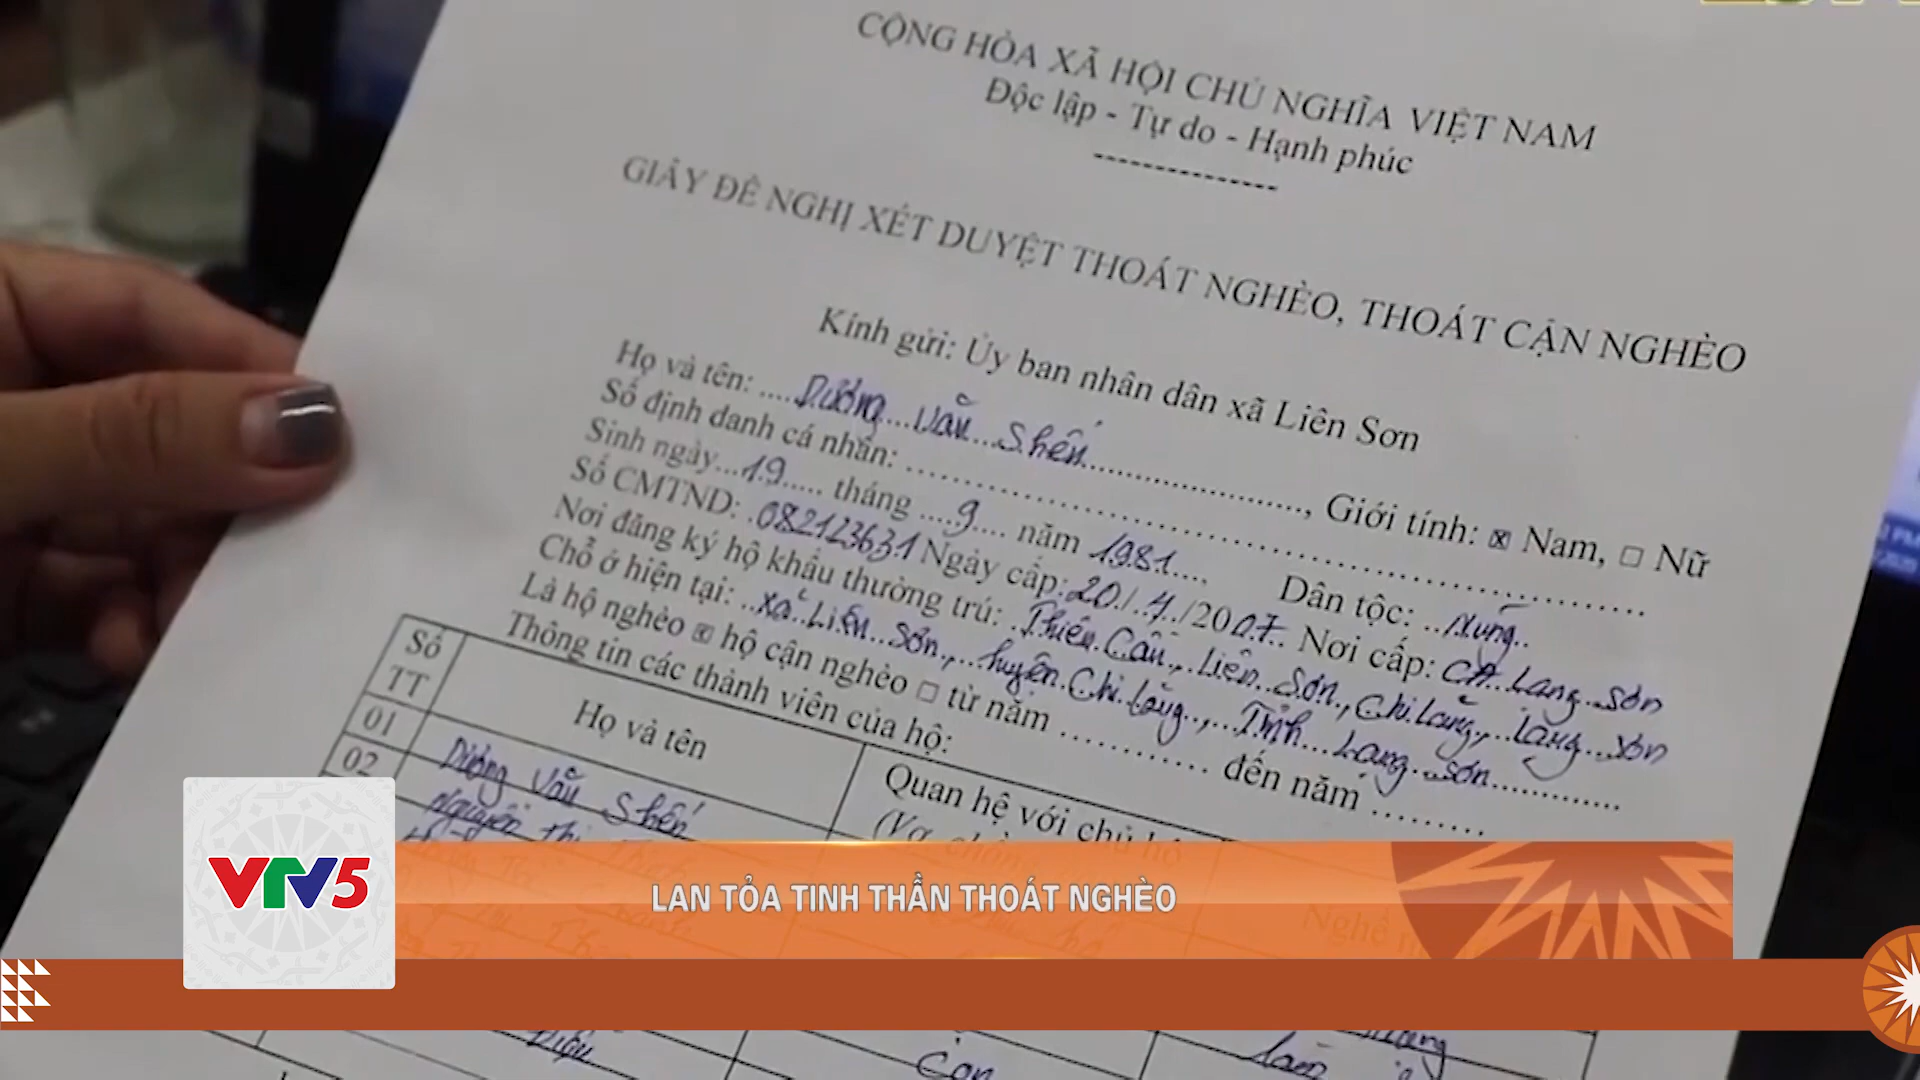 CỘNG HÒA XÃ HỘI CHỦ NGHĨA VIỆT NAM
Độc lập - Tự do - Hạnh phúc
---------------
GIẤY ĐỀ NGHỊ XÉT DUYỆT THOÁT NGHÈO, THOÁT CẬN NGHÈO
Kính gửi: Ủy ban nhân dân xã Liên Sơn
Họ và tên: ....Dương...Văn...Shến......................, Giới tính: ☒ Nam, ☐ Nữ
Số định danh cá nhân: ..........................................
Sinh ngày...19..... tháng ....9.... năm 1981...., Dân tộc: ..Nùng..
Số CMTND: .082123631 Ngày cấp:20./.4./2007.. Nơi cấp: CA.Lạng..Sơn
Nơi đăng ký hộ khẩu thường trú: .Thiên.Cầu,..Liên..Sơn.,Chi.Lăng,..Lạng..Sơn
Chỗ ở hiện tại: ..xã..Liên..Sơn.,...huyện.Chi.Lăng..,..Tỉnh...Lạng..Sơn............
Là hộ nghèo ☒ hộ cận nghèo ☐ từ năm ........... đến năm .........
Thông tin các thành viên của hộ:
Số TT Họ và tên Quan hệ với chủ hộ
01 Dương Văn Shến
02 Nguyễn Thị
Nghề
Con làm
VTV5
LAN TỎA TINH THẦN THOÁT NGHÈO